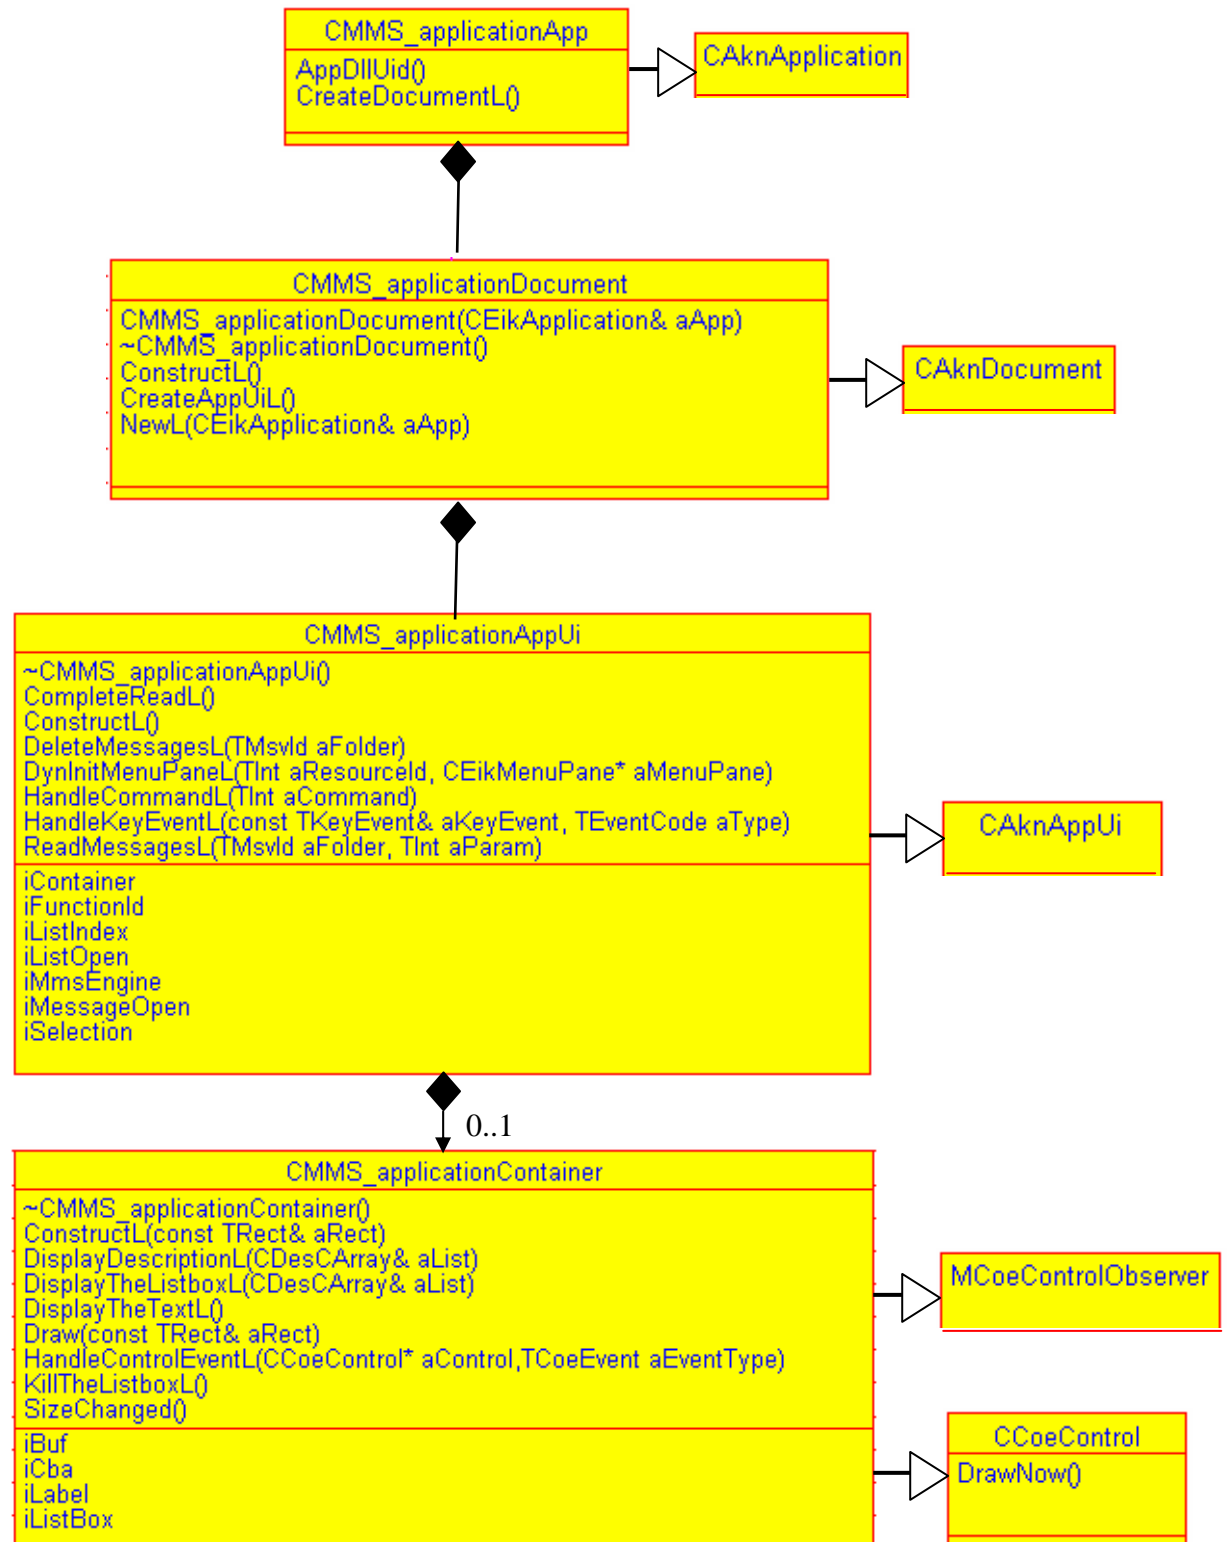 CMMS_applicationApp
AppDllUid()
CreateDocumentL()
CAknApplication
CMMS_applicationDocument
CMMS_applicationDocument(CEikApplication& aApp)
~CMMS_applicationDocument()
ConstructL()
CreateAppUiL()
NewL(CEikApplication& aApp)
CAknDocument
CMMS_applicationAppUi
~CMMS_applicationAppUi()
CompleteReadL()
ConstructL()
DeleteMessagesL(TMsvId aFolder)
DynInitMenuPaneL(TInt aResourceId, CEikMenuPane* aMenuPane)
HandleCommandL(TInt aCommand)
HandleKeyEventL(const TKeyEvent& aKeyEvent, TEventCode aType)
ReadMessagesL(TMsvId aFolder, TInt aParam)
iContainer
iFunctionId
iListIndex
iListOpen
iMmsEngine
iMessageOpen
iSelection
CAknAppUi
0..1
CMMS_applicationContainer
~CMMS_applicationContainer()
ConstructL(const TRect& aRect)
DisplayDescriptionL(CDesCArray& aList)
DisplayTheListboxL(CDesCArray& aList)
DisplayTheTextL()
Draw(const TRect& aRect)
HandleControlEventL(CCoeControl* aControl,TCoeEvent aEventType)
KillTheListboxL()
SizeChanged()
iBuf
iCba
iLabel
iListBox
MCoeControlObserver
CCoeControl
DrawNow()